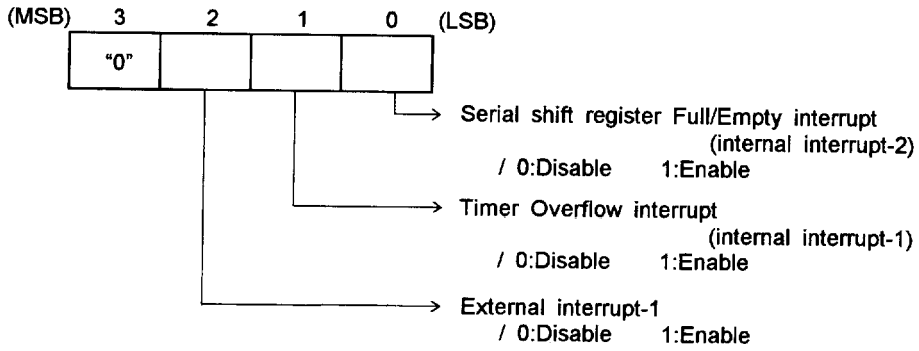 (MSB) 3 2 1 0 (LSB)
“0”
Serial shift register Full/Empty interrupt
(internal interrupt-2)
/ 0:Disable 1:Enable
Timer Overflow interrupt
(internal interrupt-1)
/ 0:Disable 1:Enable
External interrupt-1
/ 0:Disable 1:Enable